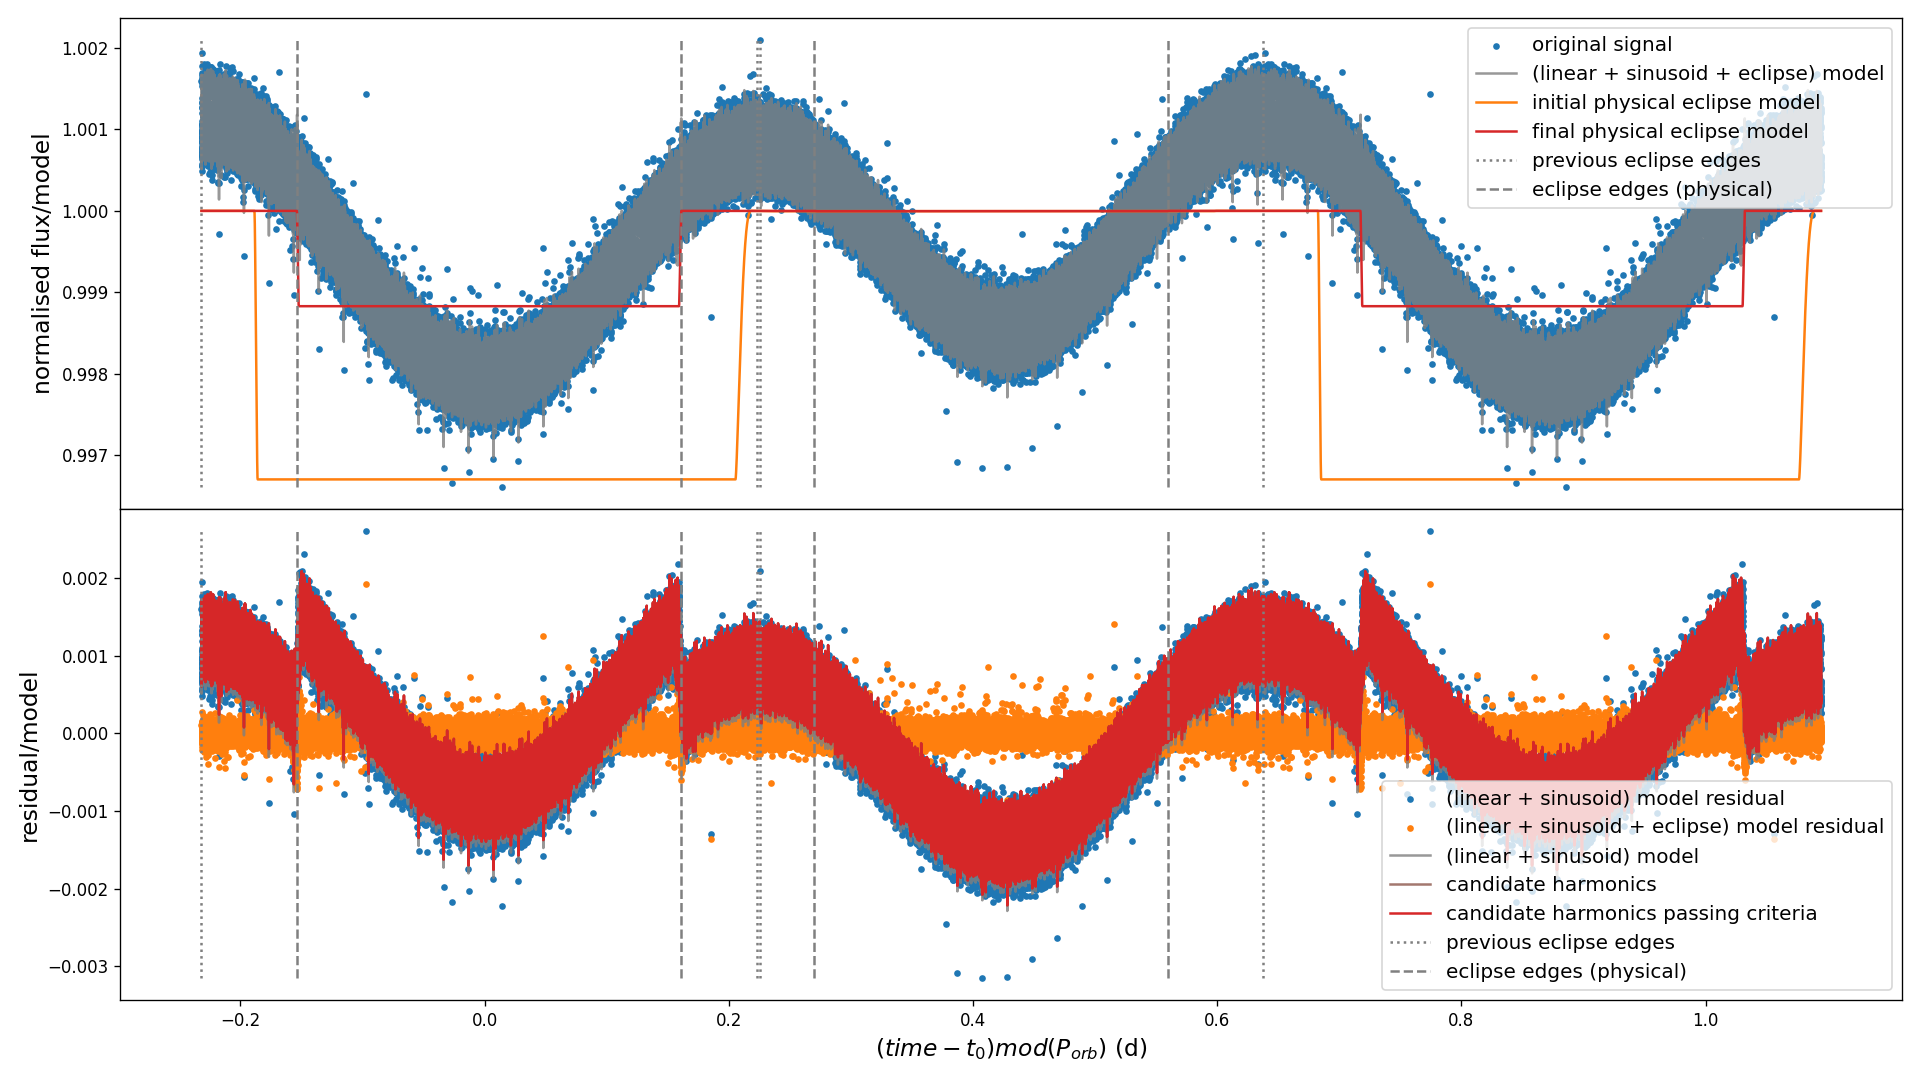 normalised flux/model
1.002
1.001
1.000
0.999
0.998
0.997
original signal
(linear + sinusoid + eclipse) model
initial physical eclipse model
final physical eclipse model
previous eclipse edges
eclipse edges (physical)
residual/model
0.002
0.001
0.000
−0.001
−0.002
−0.003
(linear + sinusoid) model residual
(linear + sinusoid + eclipse) model residual
(linear + sinusoid) model
candidate harmonics
candidate harmonics passing criteria
previous eclipse edges
eclipse edges (physical)
−0.2 0.0 0.2 0.4 0.6 0.8 1.0
(time − t₀)mod(Pₒᵣb) (d)